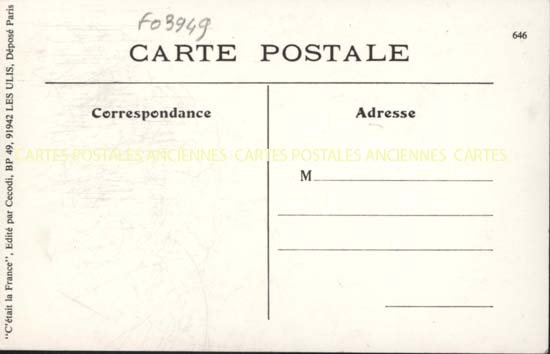 Fo3949
646
CARTE POSTALE
Correspondance
Adresse
CARTES POSTALES ANCIENNES CARTES POSTALES ANCIENNES CARTES
M
"C'était la France", Edité par Cecodi, BP 49, 91942 LES ULIS, Déposé Paris